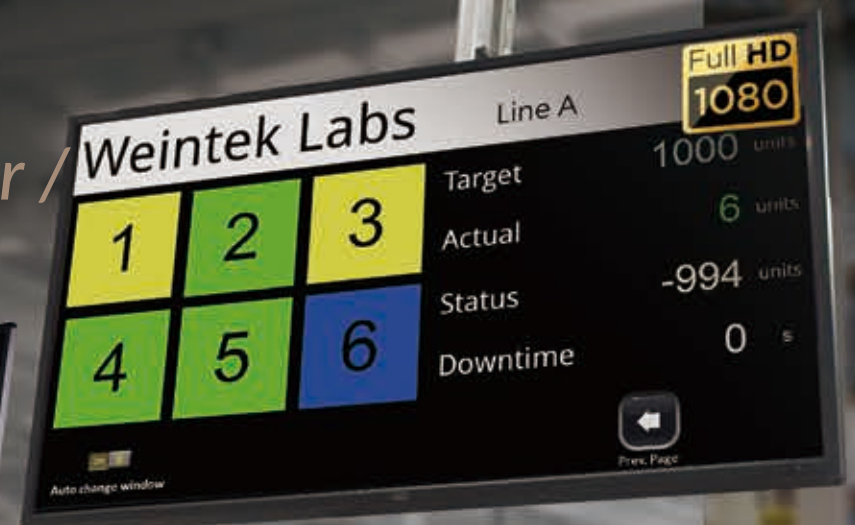 Full HD
1080
Weintek Labs
Line A
r /
1 2 3
4 5 6
Target 1000 units
Actual 6 units
Status -994 units
Downtime 0 s
Prev. Page
Auto change window